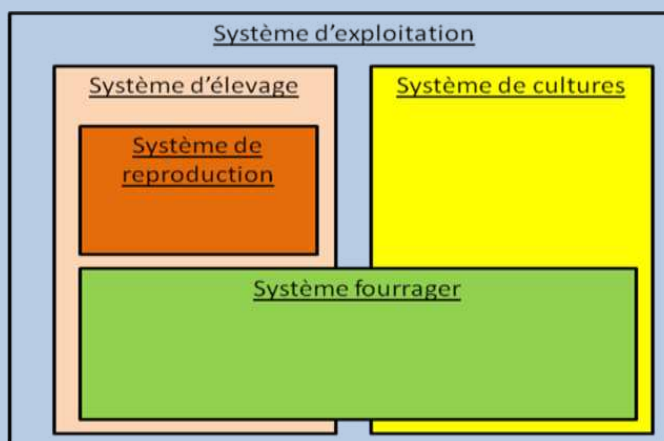 Système d’exploitation
Système d’élevage
Système de cultures
Système de
reproduction
Système fourrager